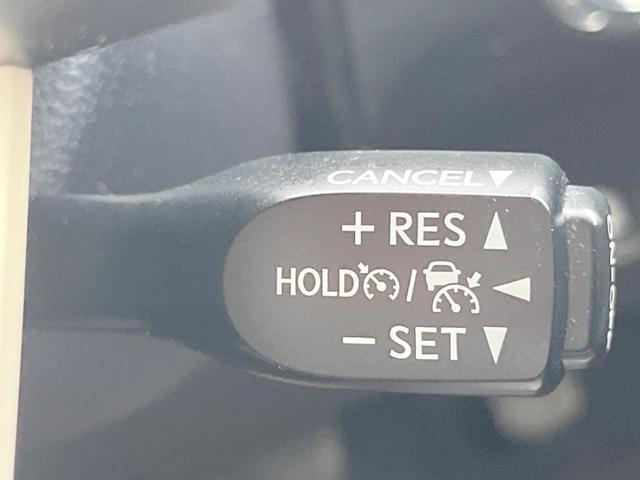 CANCEL▼
+ RES ▲
HOLD / ◀
− SET ▼